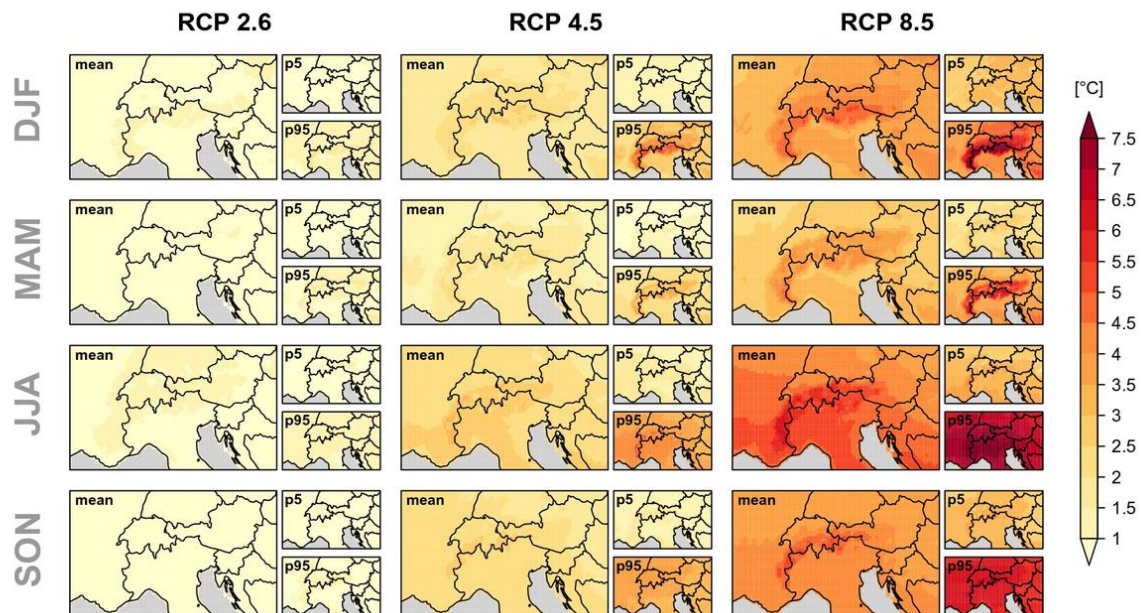 RCP 2.6 RCP 4.5 RCP 8.5
DJF
mean p5 mean p5 mean p5
p95 p95 p95
MAM
mean p5 mean p5 mean p5
p95 p95 p95
JJA
mean p5 mean p5 mean p5
p95 p95 p95
SON
mean p5 mean p5 mean p5
p95 p95 p95
[°C]
7.5
7
6.5
6
5.5
5
4.5
4
3.5
3
2.5
2
1.5
1